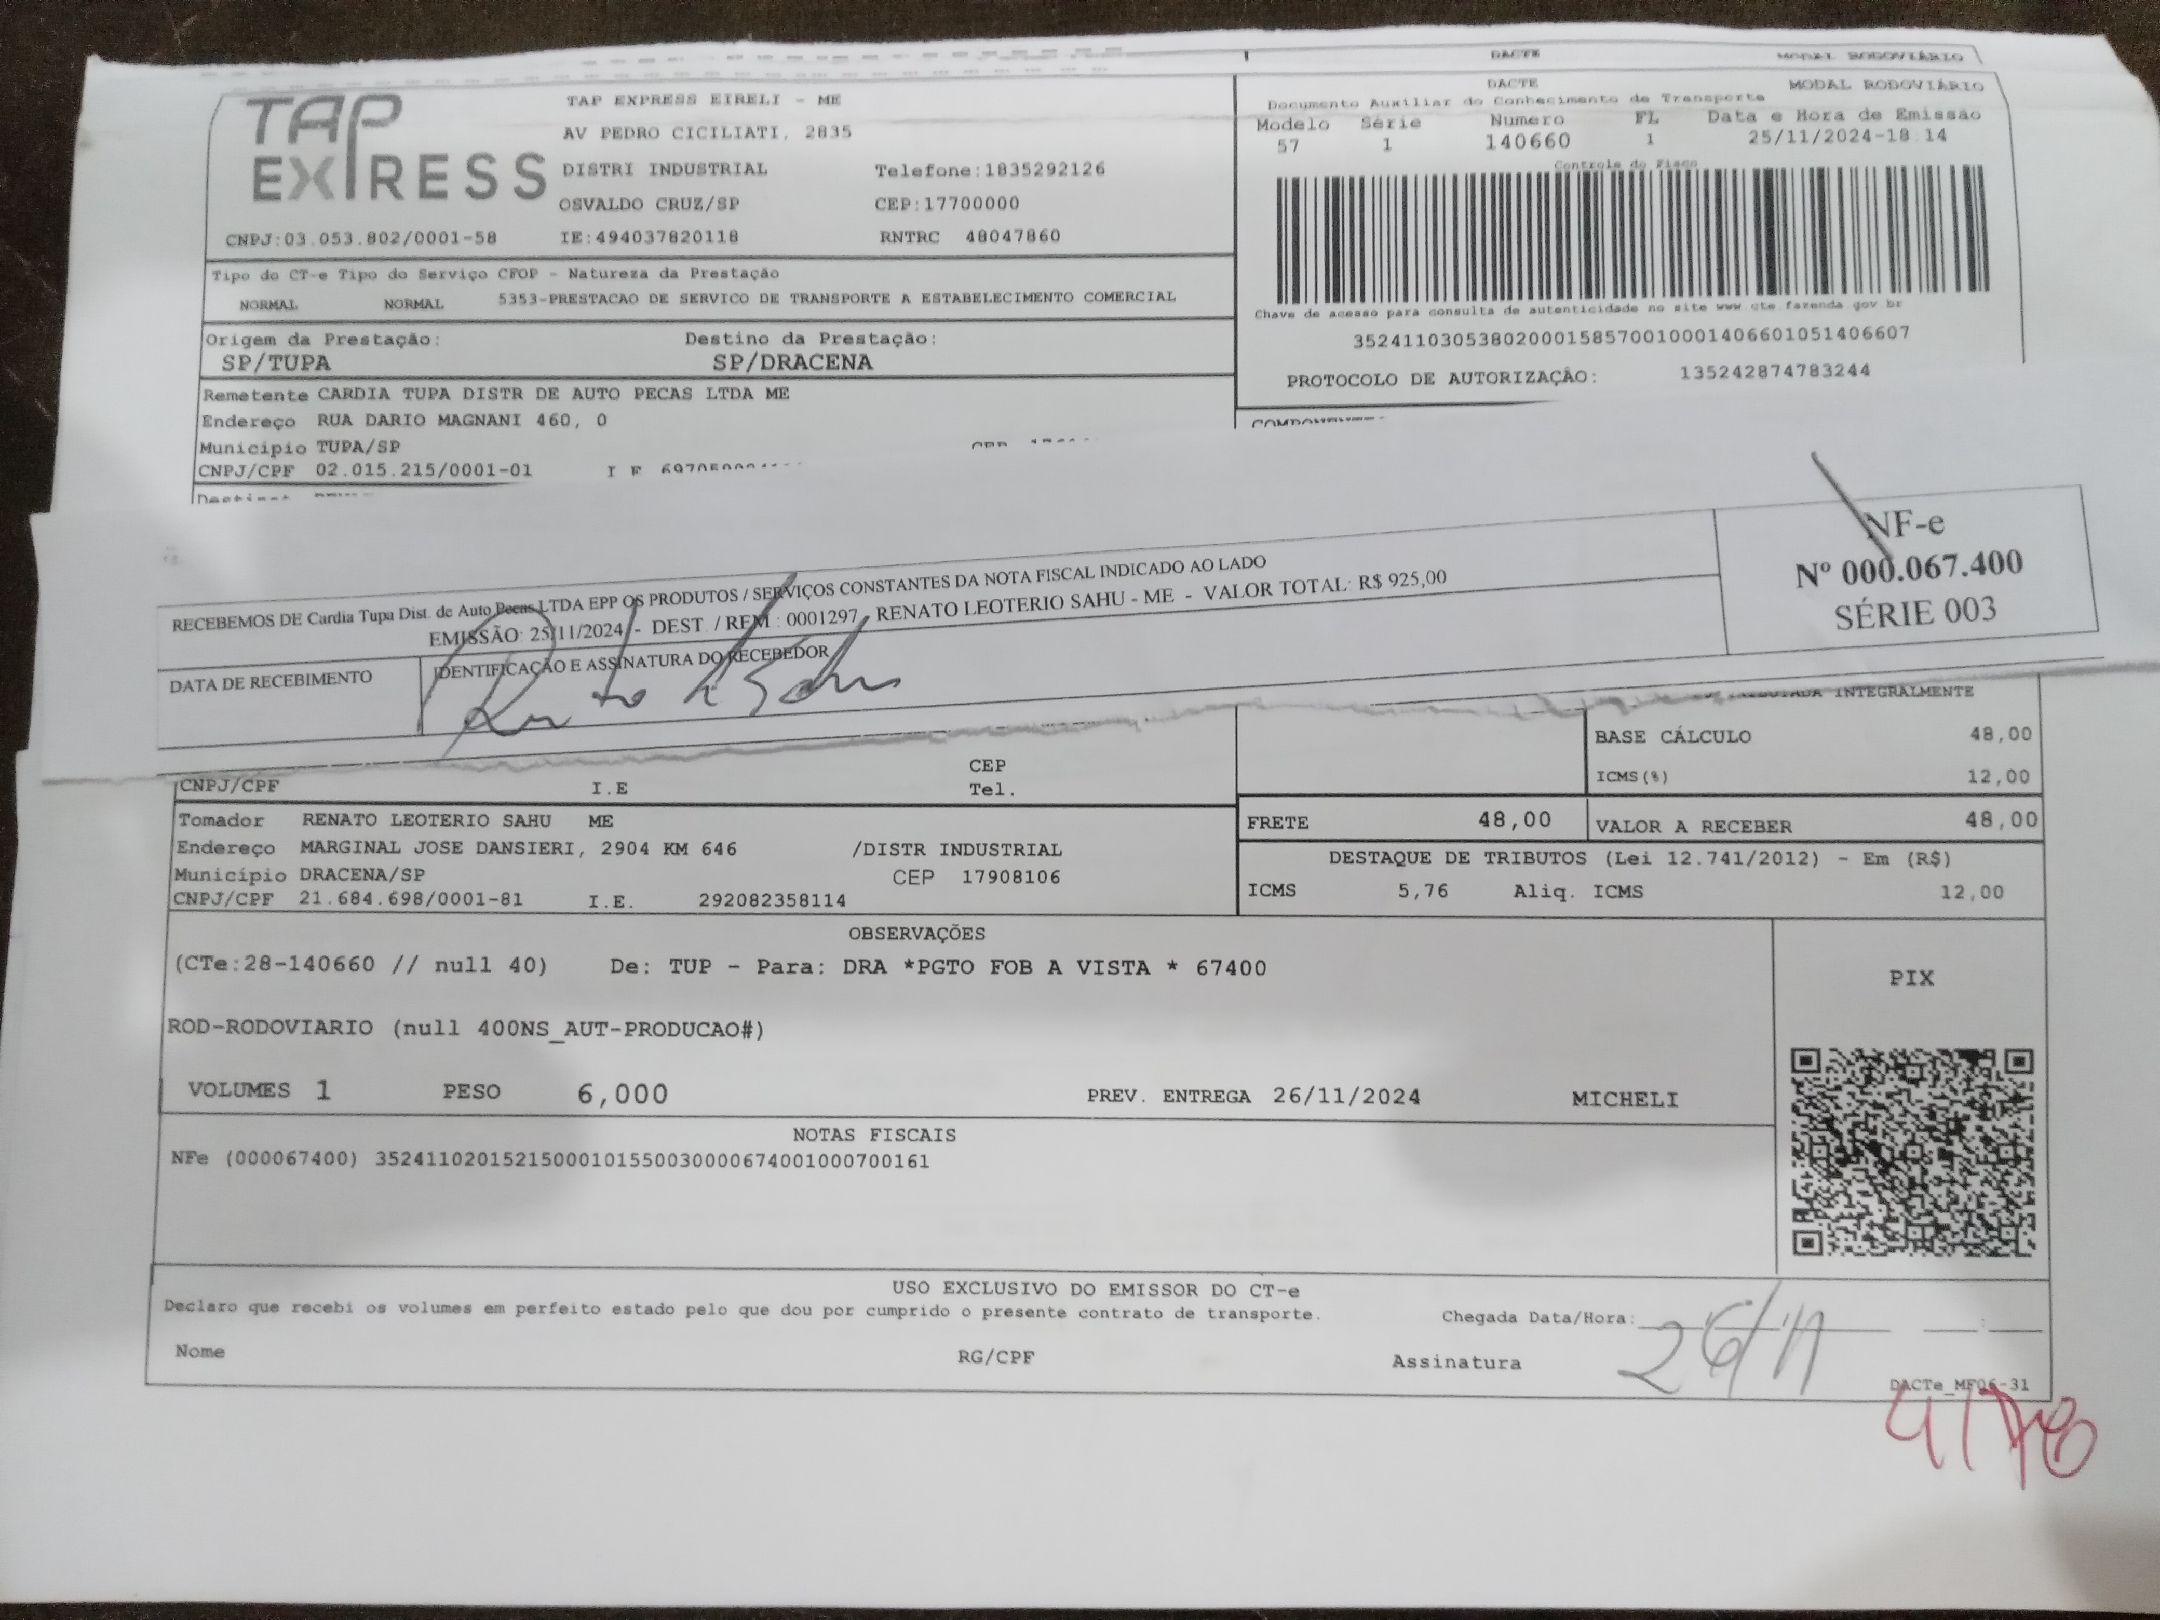 DACTE MODAL RODOVIÁRIO
TAP EXPRESS
TAP EXPRESS EIRELI - ME
AV PEDRO CICILIATI, 2835
DISTRI INDUSTRIAL Telefone:1835292126
OSVALDO CRUZ/SP CEP:17700000
CNPJ:03.053.802/0001-58 IE:494037820118 RNTRC 48047860
DACTE MODAL RODOVIÁRIO
Documento Auxiliar do Conhecimento de Transporte
Modelo Série Numero FL Data e Hora de Emissão
57 1 140660 1 25/11/2024-18.14
Controle do Fisco
Chave de acesso para consulta de autenticidade no site www.cte.fazenda.gov.br
35241103053802000158570010001406601051406607
PROTOCOLO DE AUTORIZAÇÃO: 135242874783244
Tipo do CT-e Tipo do Serviço CFOP - Natureza da Prestação
NORMAL NORMAL 5353-PRESTACAO DE SERVICO DE TRANSPORTE A ESTABELECIMENTO COMERCIAL
Origem da Prestação: Destino da Prestação:
SP/TUPA SP/DRACENA
Remetente CARDIA TUPA DISTR DE AUTO PECAS LTDA ME
Endereço RUA DARIO MAGNANI 460, 0
Município TUPA/SP
CNPJ/CPF 02.015.215/0001-01
RECEBEMOS DE Cardia Tupa Dist. de Auto Pecas LTDA EPP OS PRODUTOS / SERVIÇOS CONSTANTES DA NOTA FISCAL INDICADO AO LADO
EMISSÃO: 25/11/2024 - DEST. / REM.: 0001297 - RENATO LEOTERIO SAHU - ME - VALOR TOTAL: R$ 925,00
DATA DE RECEBIMENTO IDENTIFICAÇÃO E ASSINATURA DO RECEBEDOR
NF-e
Nº 000.067.400
SÉRIE 003
INTEGRALMENTE
BASE CÁLCULO 48,00
ICMS(%) 12,00
CEP
CNPJ/CPF I.E Tel.
FRETE 48,00 VALOR A RECEBER 48,00
Tomador RENATO LEOTERIO SAHU ME
Endereço MARGINAL JOSE DANSIERI, 2904 KM 646 /DISTR INDUSTRIAL
Município DRACENA/SP CEP 17908106
CNPJ/CPF 21.684.698/0001-81 I.E. 292082358114
DESTAQUE DE TRIBUTOS (Lei 12.741/2012) - Em (R$)
ICMS 5,76 Aliq. ICMS 12,00
OBSERVAÇÕES
(CTe:28-140660 // null 40) De: TUP - Para: DRA *PGTO FOB A VISTA * 67400
ROD-RODOVIARIO (null 400NS_AUT-PRODUCAO#)
PIX
VOLUMES 1 PESO 6,000 PREV. ENTREGA 26/11/2024 MICHELI
NOTAS FISCAIS
NFe (000067400) 35241102015215000101550030000674001000700161
USO EXCLUSIVO DO EMISSOR DO CT-e
Declaro que recebi os volumes em perfeito estado pelo que dou por cumprido o presente contrato de transporte.
Chegada Data/Hora:
Nome RG/CPF Assinatura 26/11
DACTe_MF06-31